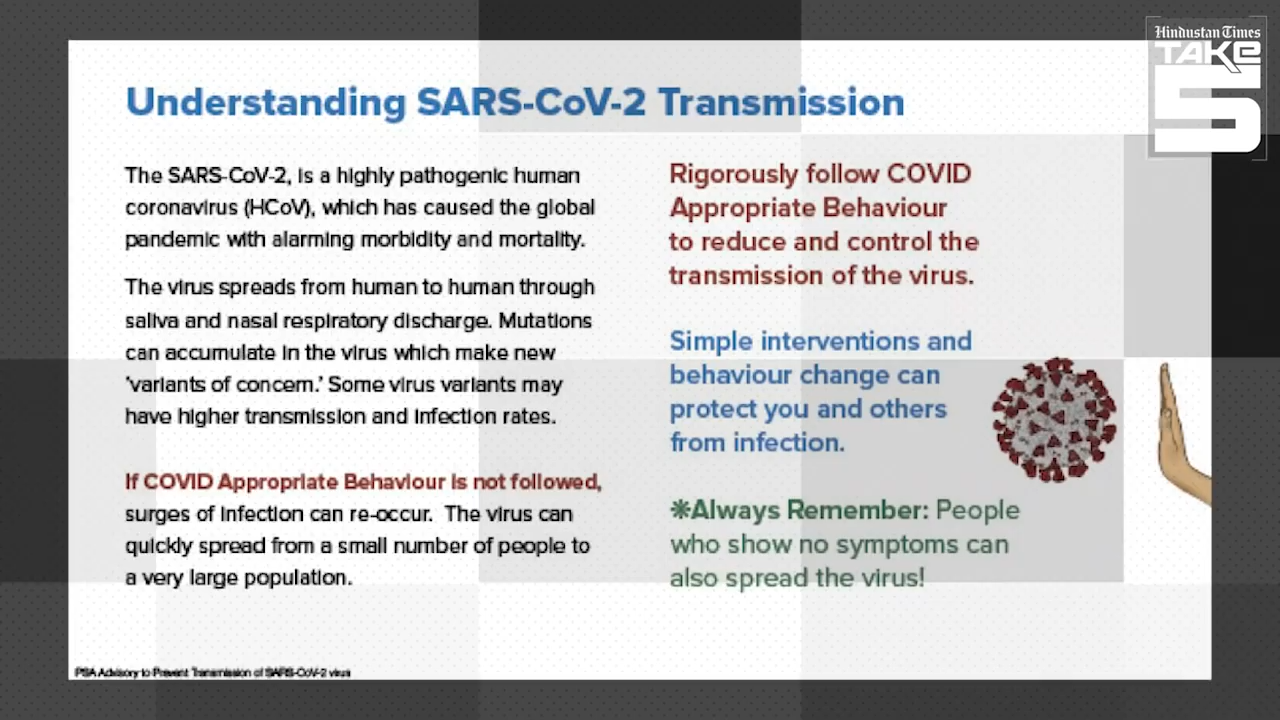 Hindustan Times
TAKE
5
Understanding SARS-CoV-2 Transmission
The SARS-CoV-2, is a highly pathogenic human
coronavirus (HCoV), which has caused the global
pandemic with alarming morbidity and mortality.
The virus spreads from human to human through
saliva and nasal respiratory discharge. Mutations
can accumulate in the virus which make new
'variants of concern.' Some virus variants may
have higher transmission and infection rates.
If COVID Appropriate Behaviour is not followed,
surges of infection can re-occur. The virus can
quickly spread from a small number of people to
a very large population.
Rigorously follow COVID
Appropriate Behaviour
to reduce and control the
transmission of the virus.
Simple interventions and
behaviour change can
protect you and others
from infection.
*Always Remember: People
who show no symptoms can
also spread the virus!
PSA Advisory to Prevent Transmission of SARS-CoV-2 virus